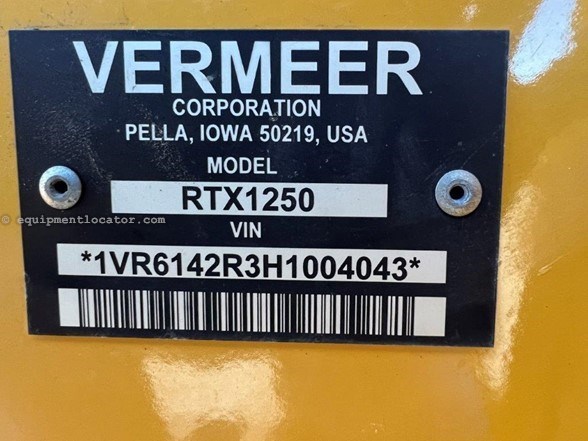 VERMEER
CORPORATION
PELLA, IOWA 50219, USA
MODEL
RTX1250
VIN
*1VR6142R3H1004043*
© equipmentlocator.com